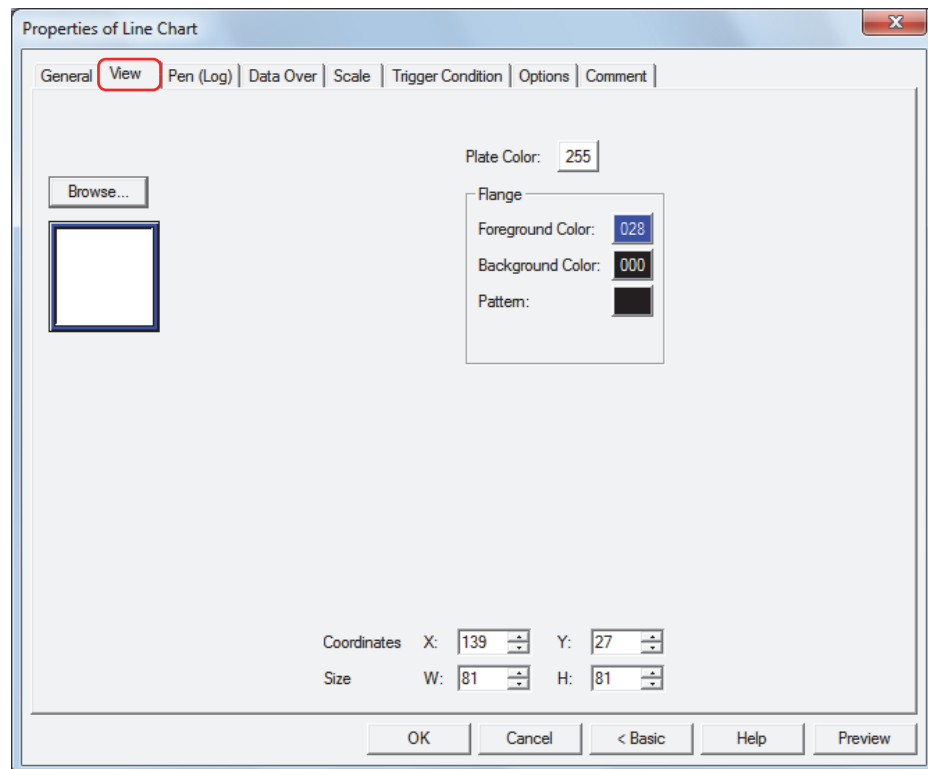 Properties of Line Chart
General View Pen (Log) Data Over Scale Trigger Condition Options Comment
Plate Color: 255
Browse...
Flange
Foreground Color: 028
Background Color: 000
Pattern:
Coordinates X: 139 Y: 27
Size W: 81 H: 81
OK Cancel < Basic Help Preview